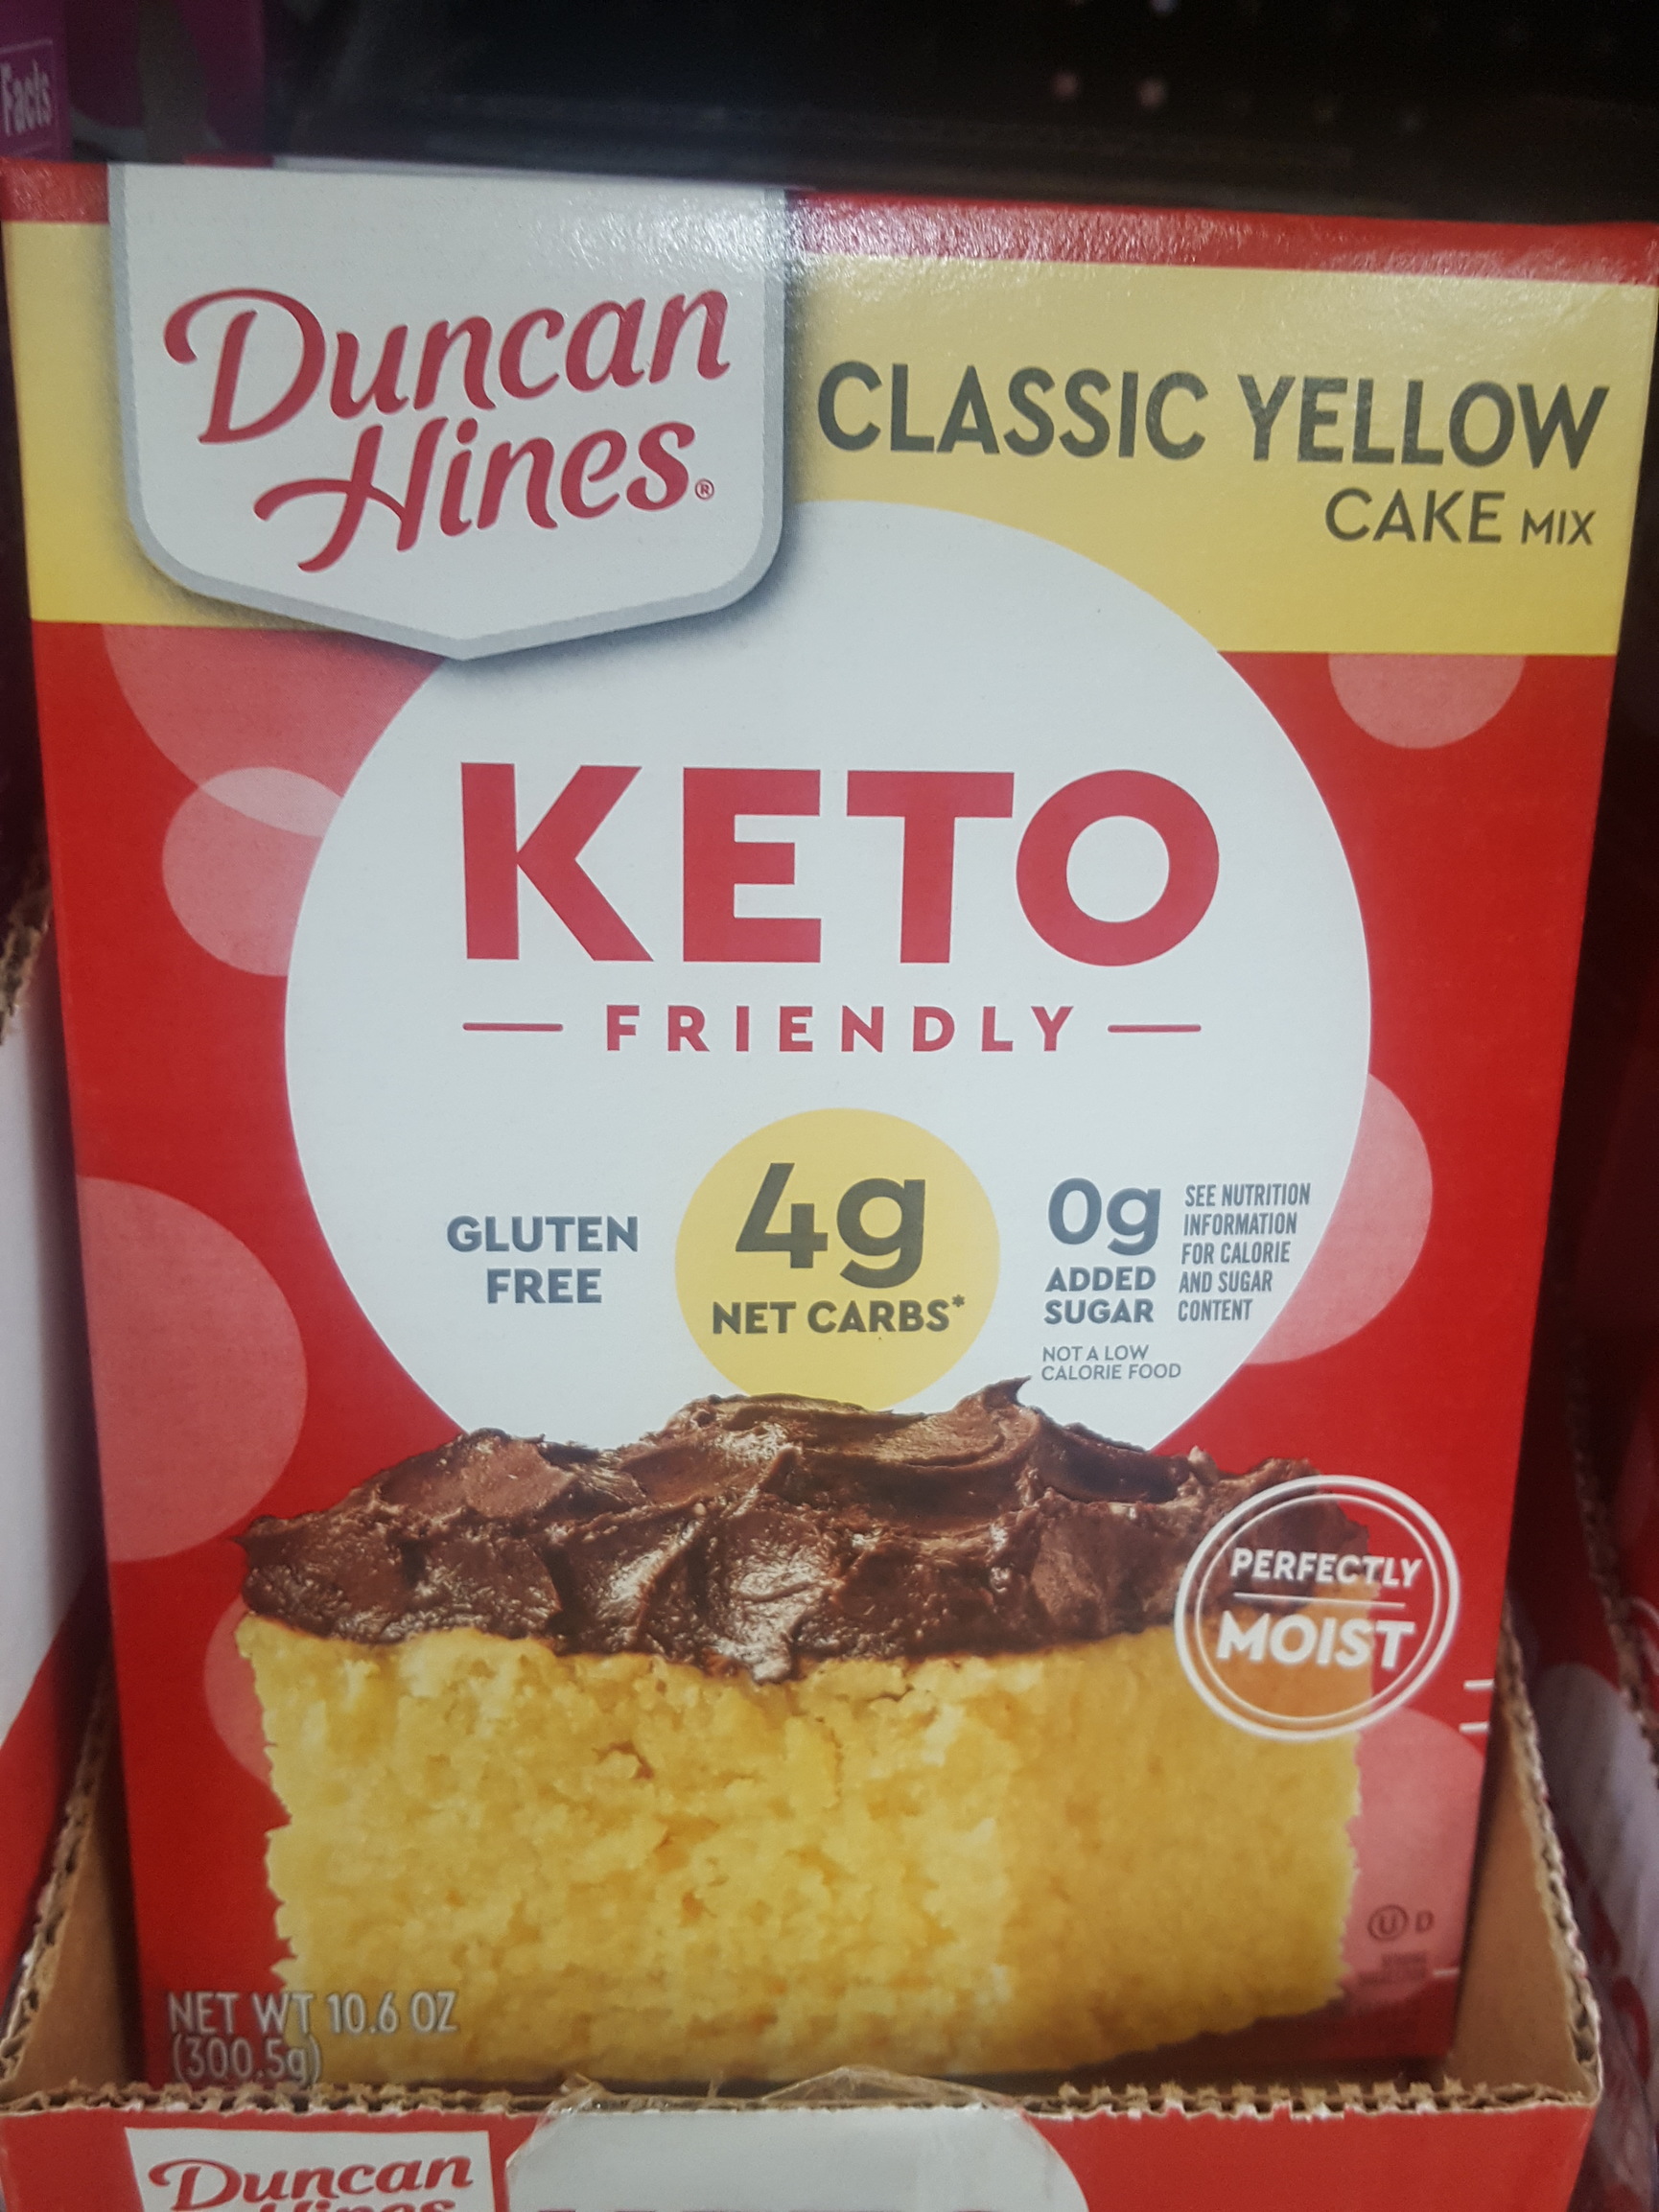 Facts
Duncan
Hines®
CLASSIC YELLOW
CAKE MIX
KETO
FRIENDLY
GLUTEN
FREE
4g
NET CARBS*
0g
ADDED
SUGAR
SEE NUTRITION
INFORMATION
FOR CALORIE
AND SUGAR
CONTENT
NOT A LOW
CALORIE FOOD
PERFECTLY
MOIST
U D
NET WT 10.6 OZ
(300.5g)
Duncan
Hines